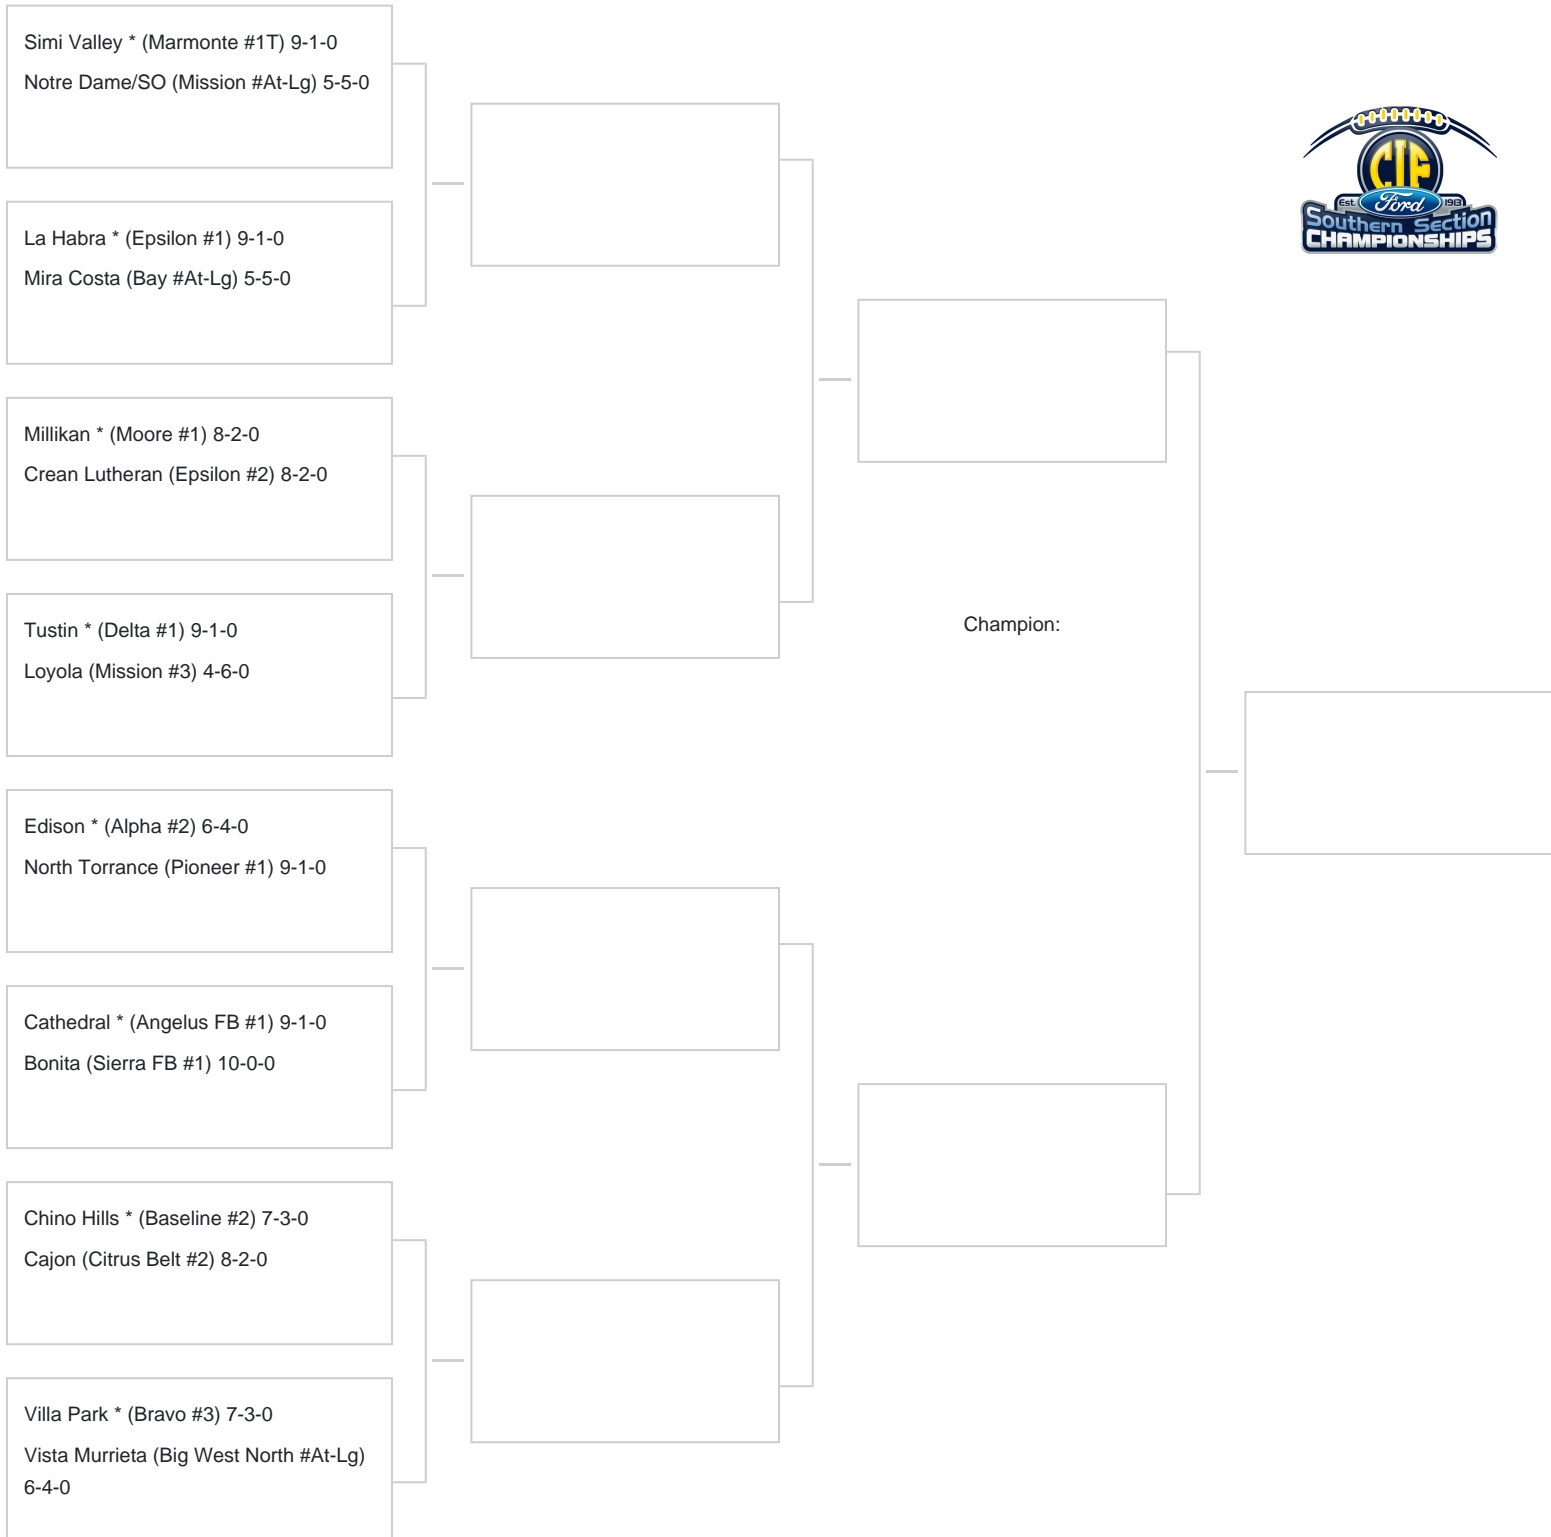 Simi Valley * (Marmonte #1T) 9-1-0
Notre Dame/SO (Mission #At-Lg) 5-5-0
La Habra * (Epsilon #1) 9-1-0
Mira Costa (Bay #At-Lg) 5-5-0
Millikan * (Moore #1) 8-2-0
Crean Lutheran (Epsilon #2) 8-2-0
Tustin * (Delta #1) 9-1-0
Loyola (Mission #3) 4-6-0
Edison * (Alpha #2) 6-4-0
North Torrance (Pioneer #1) 9-1-0
Cathedral * (Angelus FB #1) 9-1-0
Bonita (Sierra FB #1) 10-0-0
Chino Hills * (Baseline #2) 7-3-0
Cajon (Citrus Belt #2) 8-2-0
Villa Park * (Bravo #3) 7-3-0
Vista Murrieta (Big West North #At-Lg)
6-4-0
Champion:
CIF
Est. Ford 1913
Southern Section
CHAMPIONSHIPS